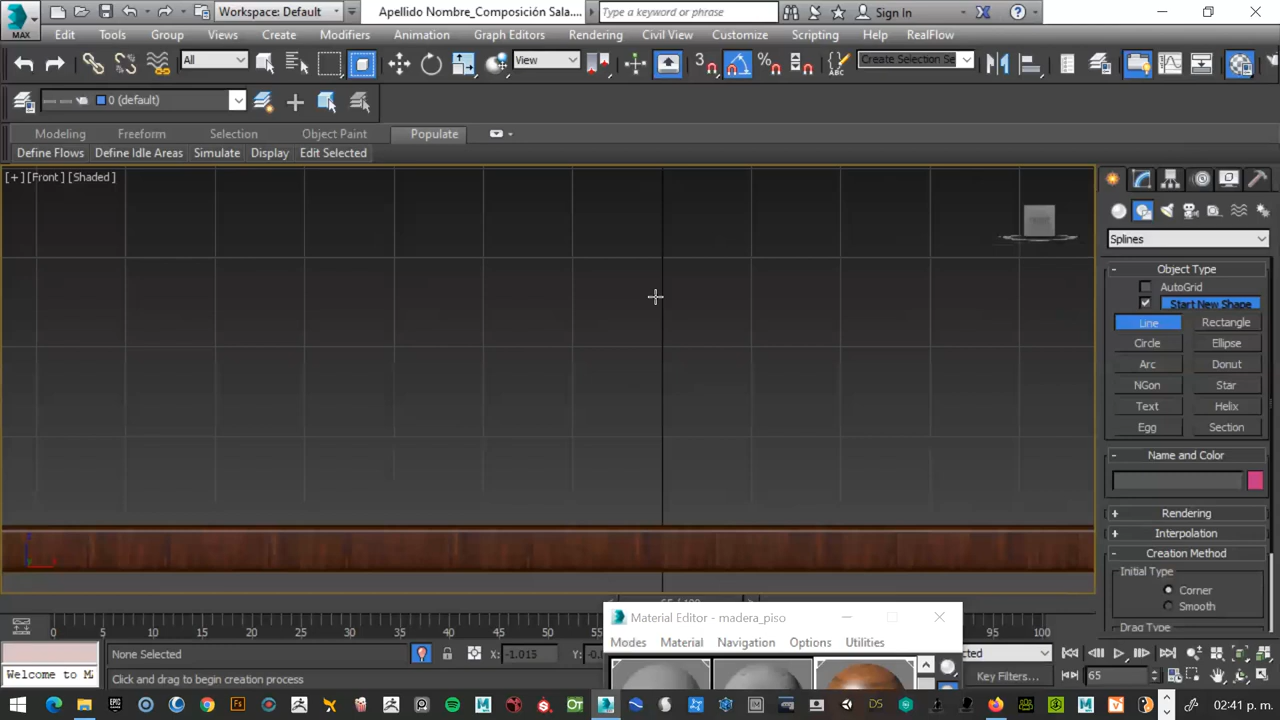 MAX
Workspace: Default
Apellido Nombre_Composición Sala....
Type a keyword or phrase
Sign In
Edit Tools Group Views Create Modifiers Animation Graph Editors Rendering Civil View Customize Scripting Help RealFlow
All
View
3
%
ABC
Create Selection Se
0 (default)
Modeling Freeform Selection Object Paint Populate
Define Flows Define Idle Areas Simulate Display Edit Selected
[+] [Front ] [Shaded ]
Splines
- Object Type
AutoGrid
Start New Shape
Line Rectangle
Circle Ellipse
Arc Donut
NGon Star
Text Helix
Egg Section
- Name and Color
+ Rendering
+ Interpolation
- Creation Method
Initial Type
Corner
Smooth
Drag Type
Material Editor - madera_piso
Modes Material Navigation Options Utilities
0 5 10 15 20 25 30 35 40 45 50 55 95 100
None Selected
X: -1.015
Click and drag to begin creation process
Welcome to M
Key Filters...
65
02:41 p. m.